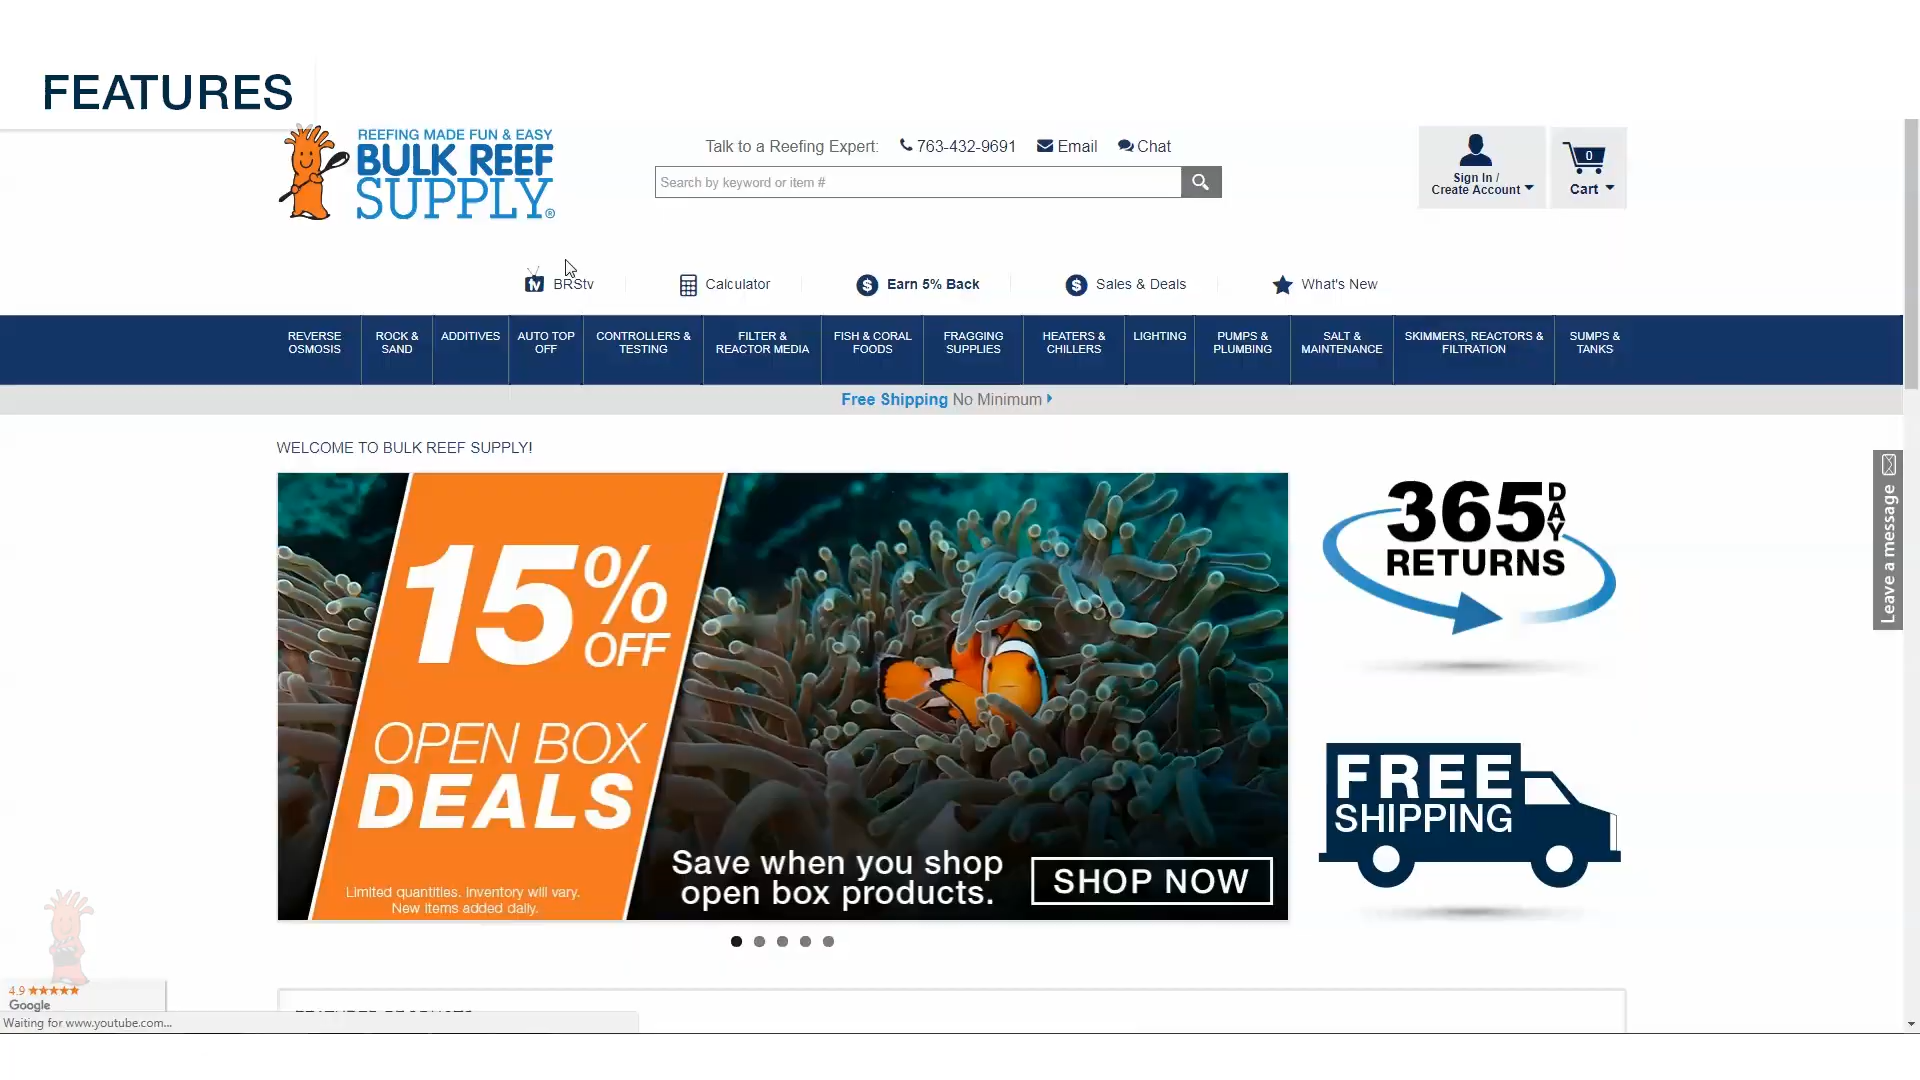 FEATURES
REEFING MADE FUN & EASY
BULK REEF
SUPPLY®
Talk to a Reefing Expert: 763-432-9691 Email Chat
Search by keyword or item #
Sign In /
Create Account
0
Cart
tv BRStv
Calculator
$ Earn 5% Back
$ Sales & Deals
What's New
REVERSE
OSMOSIS
ROCK &
SAND
ADDITIVES
AUTO TOP
OFF
CONTROLLERS &
TESTING
FILTER &
REACTOR MEDIA
FISH & CORAL
FOODS
FRAGGING
SUPPLIES
HEATERS &
CHILLERS
LIGHTING
PUMPS &
PLUMBING
SALT &
MAINTENANCE
SKIMMERS, REACTORS &
FILTRATION
SUMPS &
TANKS
Free Shipping No Minimum
WELCOME TO BULK REEF SUPPLY!
15%
OFF
OPEN BOX
DEALS
Limited quantities. Inventory will vary.
New items added daily.
Save when you shop
open box products.
SHOP NOW
365 DAY
RETURNS
FREE
SHIPPING
Leave a message
4.9 ★★★★★
Google
FEATURED PRODUCTS
Waiting for www.youtube.com...